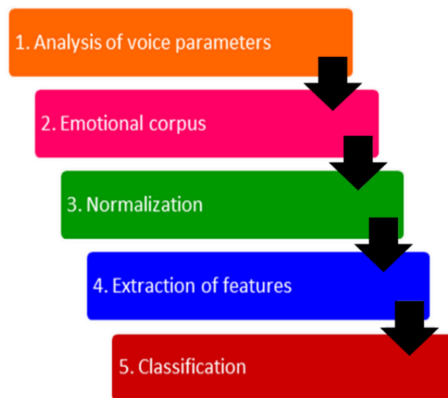 1. Analysis of voice parameters
2. Emotional corpus
3. Normalization
4. Extraction of features
5. Classification